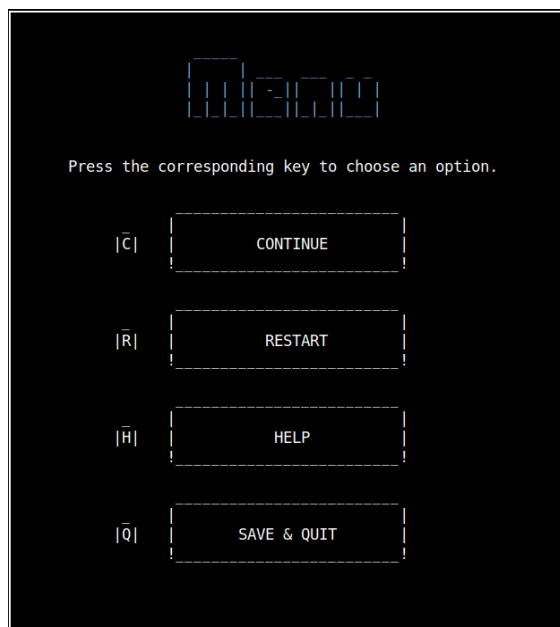 Menu
Press the corresponding key to choose an option.
C CONTINUE
R RESTART
H HELP
Q SAVE & QUIT